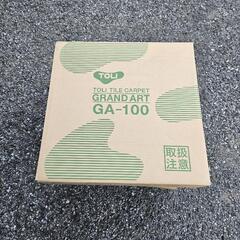 TOLI
TOLI TILE CARPET
GRAND ART
GA-100
取扱
注意